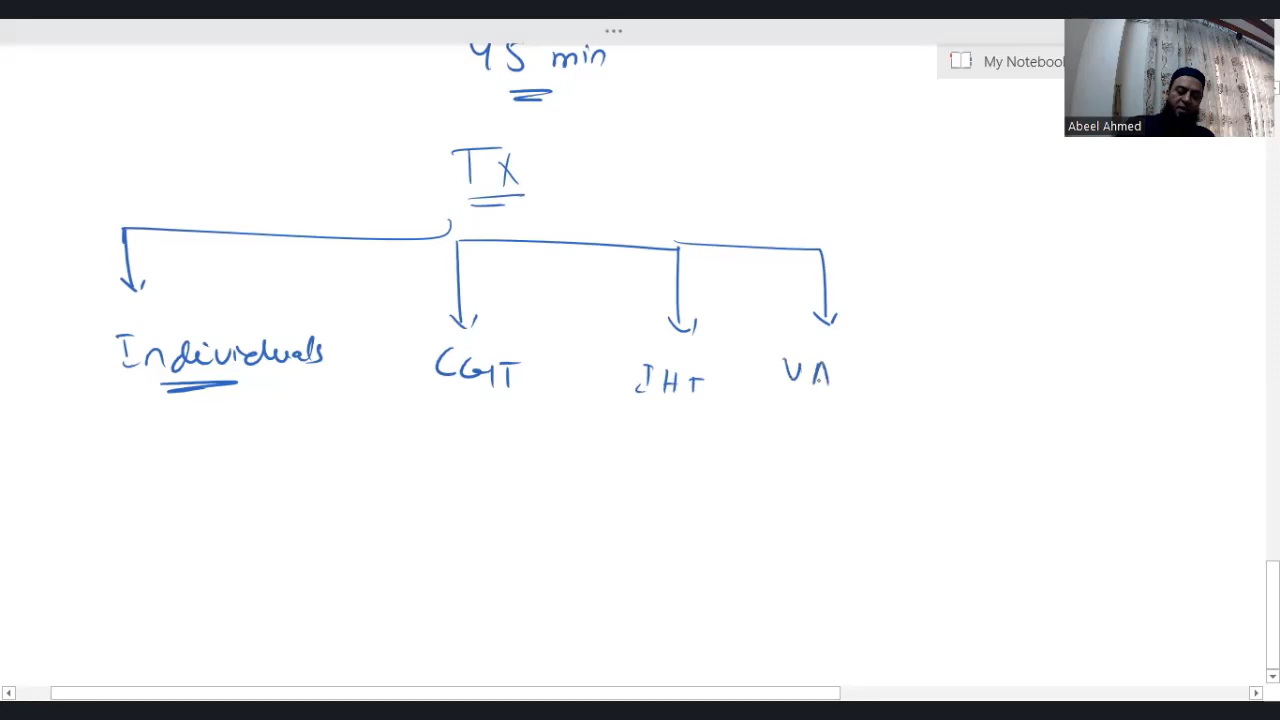 45 min
My Notebook
Abeel Ahmed
TX
Individuals
CGT
IHT
VA